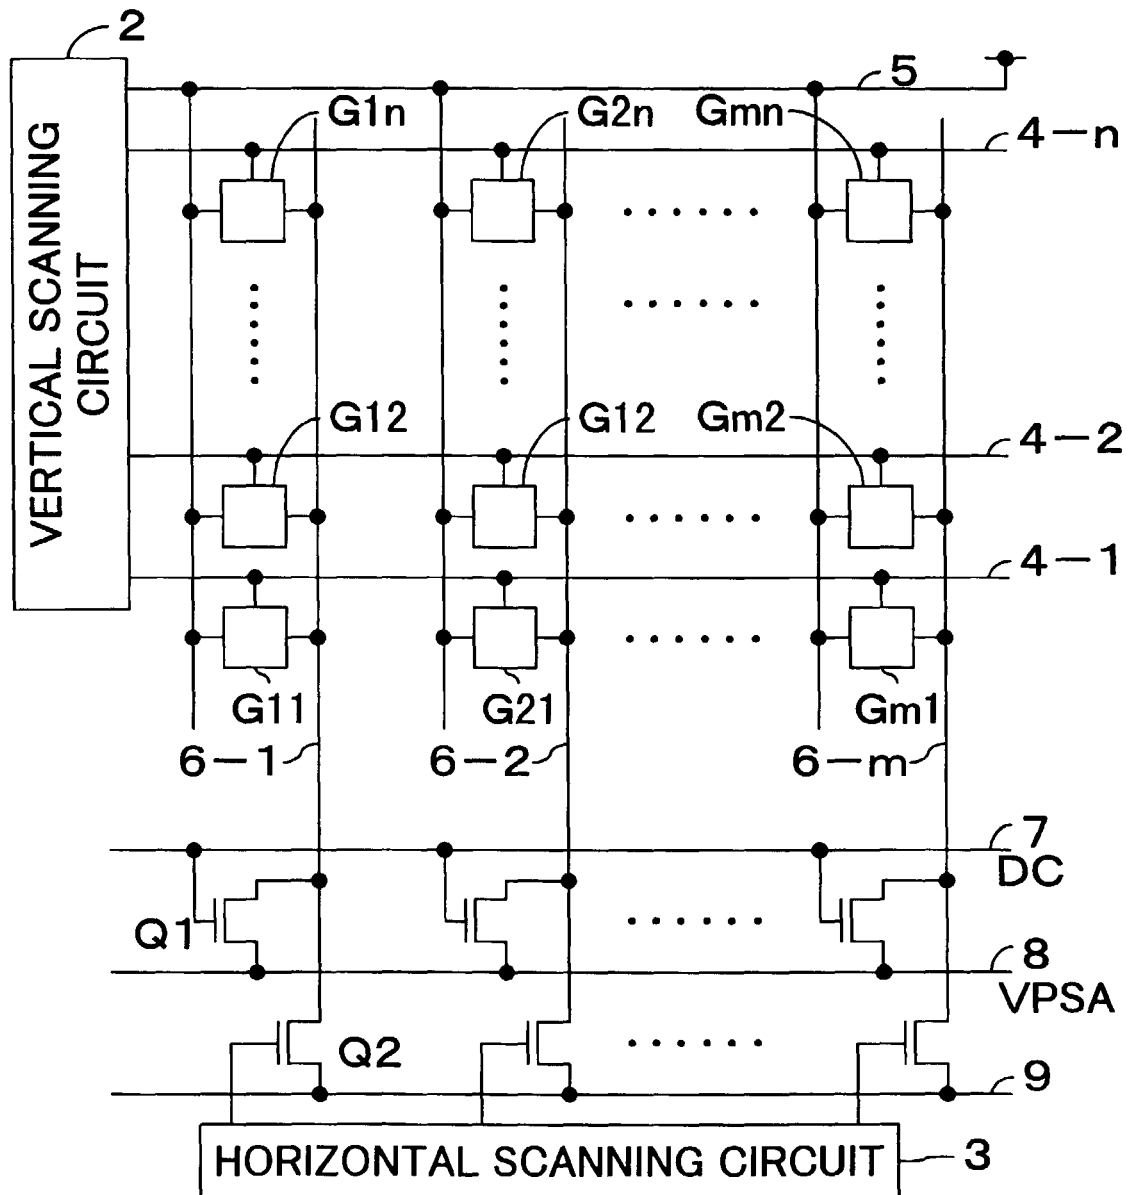 2
5
G1n G2n Gmn
4-n
VERTICAL SCANNING
CIRCUIT
G12 G12 Gm2
4-2
4-1
G11 G21 Gm1
6-1 6-2 6-m
7
DC
Q1
8
VPSA
Q2
9
HORIZONTAL SCANNING CIRCUIT
3